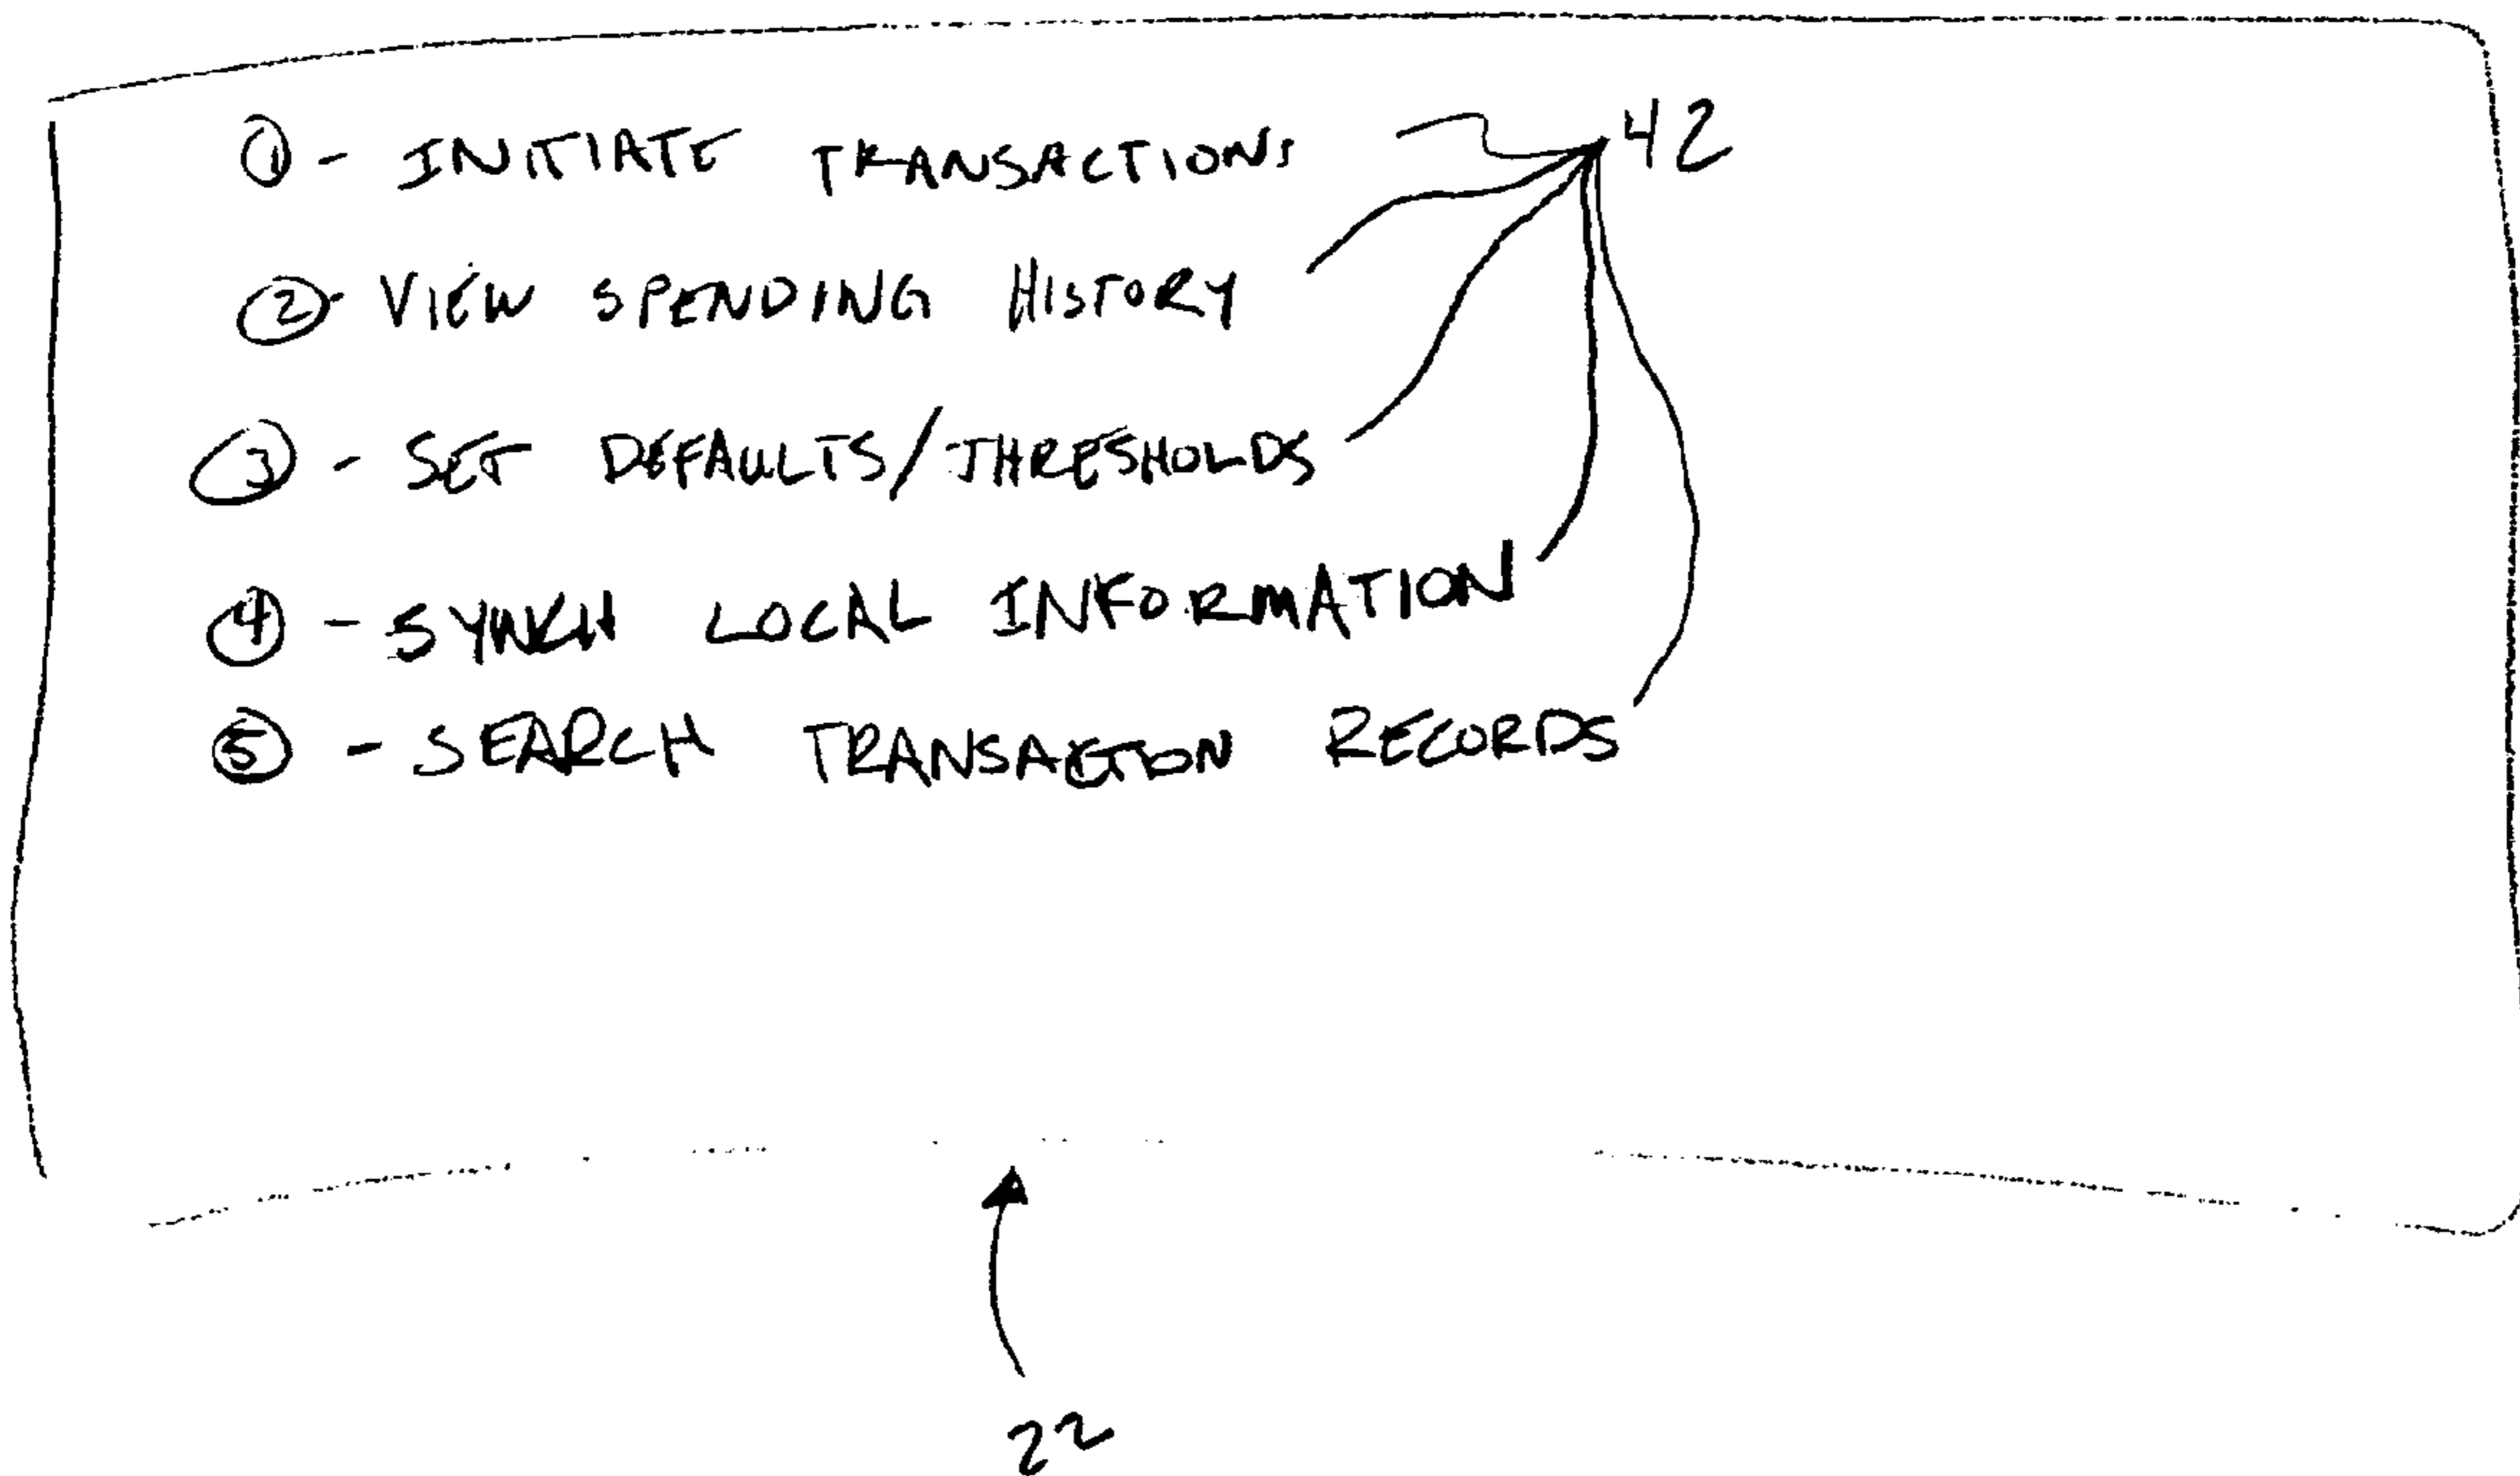 ① - INITIATE TRANSACTIONS 42
② - VIEW SPENDING HISTORY
③ - SET DEFAULTS/THRESHOLDS
④ - SYNCH LOCAL INFORMATION
⑤ - SEARCH TRANSACTION RECORDS
22